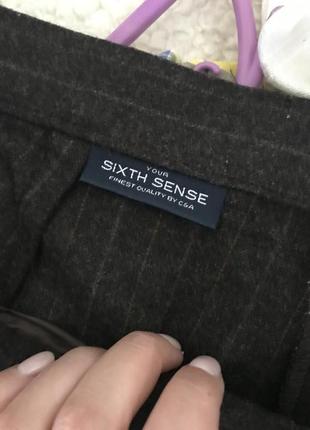 YOUR
SiXTH SENSE
FINEST QUALITY BY C&A